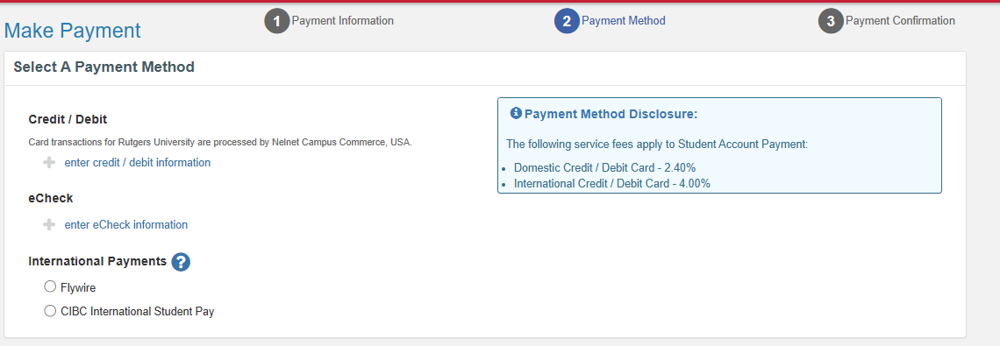 Make Payment
1 Payment Information
2 Payment Method
3 Payment Confirmation
Select A Payment Method
Credit / Debit
Card transactions for Rutgers University are processed by Nelnet Campus Commerce, USA.
enter credit / debit information
eCheck
enter eCheck information
International Payments ?
Flywire
CIBC International Student Pay
i Payment Method Disclosure:
The following service fees apply to Student Account Payment:
• Domestic Credit / Debit Card - 2.40%
• International Credit / Debit Card - 4.00%